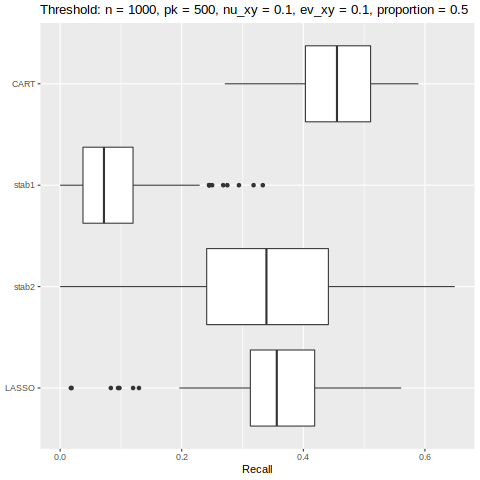 Threshold: n = 1000, pk = 500, nu_xy = 0.1, ev_xy = 0.1, proportion = 0.5
CART
stab1
stab2
LASSO
0.0 0.2 0.4 0.6
Recall